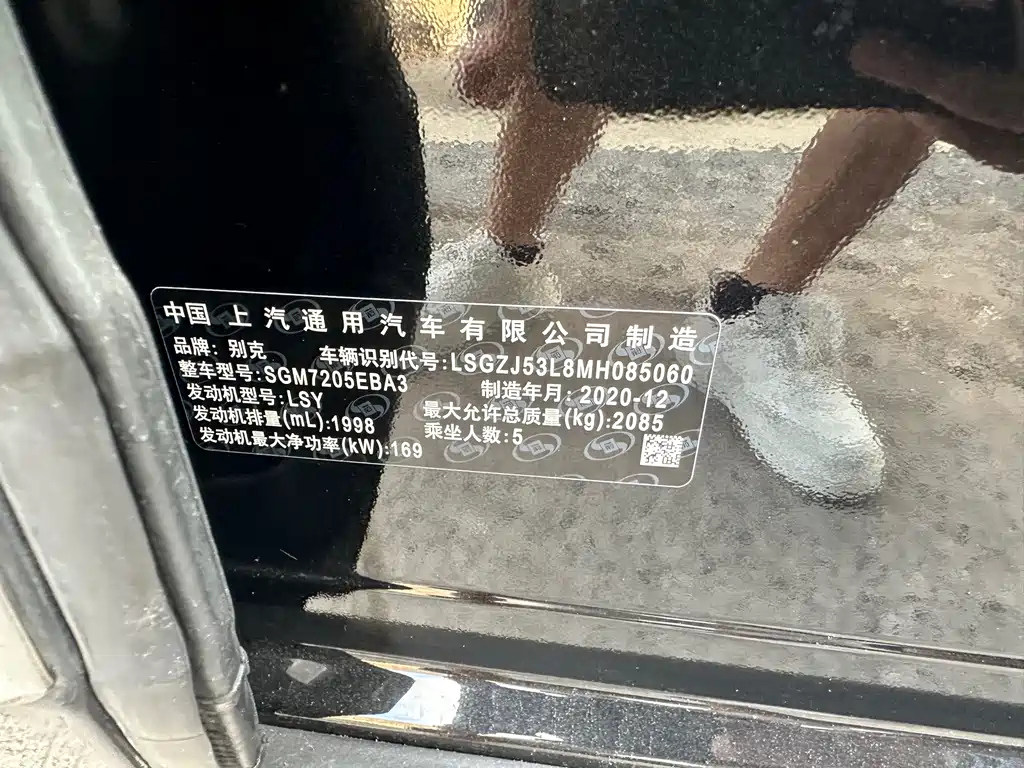 中国 上汽通用汽车有限公司制造
品牌: 别克 车辆识别代号:LSGZJ53L8MH085060
整车型号:SGM7205EBA3 制造年月: 2020-12
发动机型号:LSY 最大允许总质量(kg):2085
发动机排量(mL):1998 乘坐人数:5
发动机最大净功率(kW):169